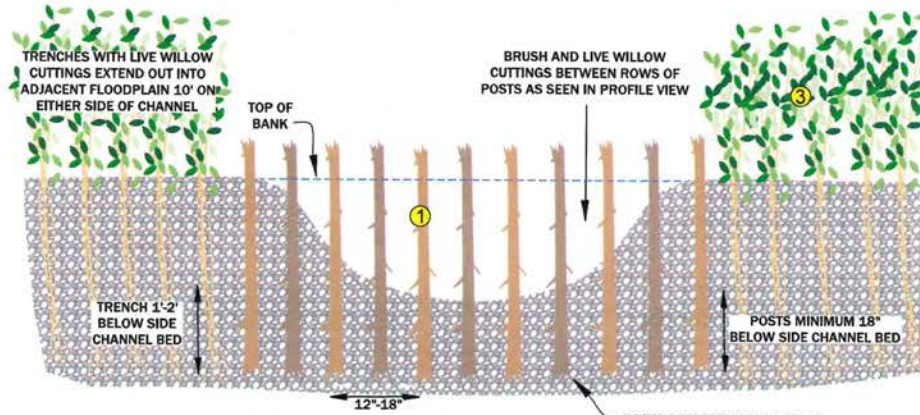 TRENCHES WITH LIVE WILLOW
CUTTINGS EXTEND OUT INTO
ADJACENT FLOODPLAIN 10' ON
EITHER SIDE OF CHANNEL
TOP OF
BANK
BRUSH AND LIVE WILLOW
CUTTINGS BETWEEN ROWS OF
POSTS AS SEEN IN PROFILE VIEW
3
1
TRENCH 1'-2'
BELOW SIDE
CHANNEL BED
POSTS MINIMUM 18"
BELOW SIDE CHANNEL BED
12"-18"